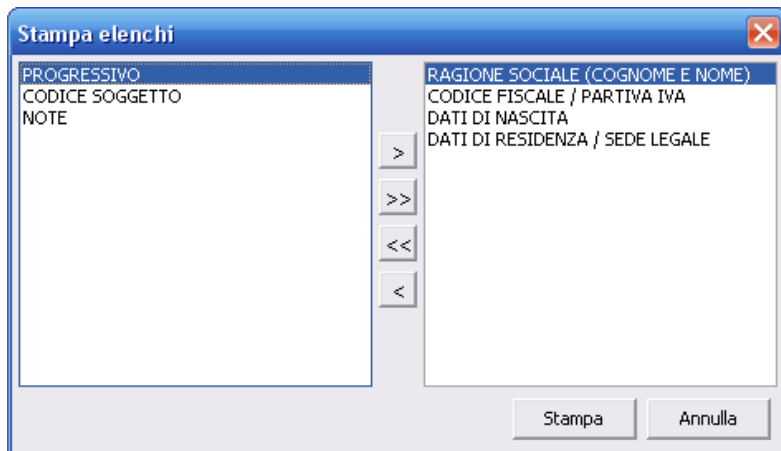 Stampa elenchi
PROGRESSIVO
CODICE SOGGETTO
NOTE
>
>>
<<
<
RAGIONE SOCIALE (COGNOME E NOME)
CODICE FISCALE / PARTIVA IVA
DATI DI NASCITA
DATI DI RESIDENZA / SEDE LEGALE
Stampa
Annulla